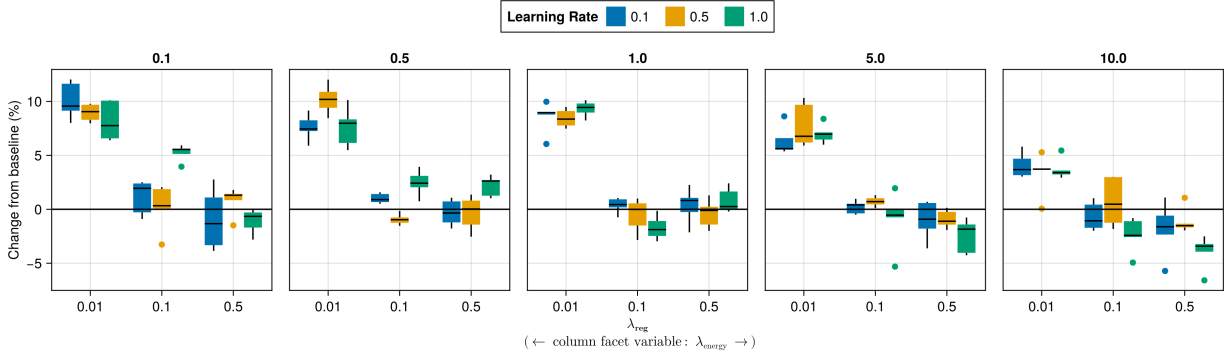 Learning Rate 0.1 0.5 1.0
0.1 0.5 1.0 5.0 10.0
Change from baseline (%)
10
5
0
−5
0.01 0.1 0.5 0.01 0.1 0.5 0.01 0.1 0.5 0.01 0.1 0.5 0.01 0.1 0.5
λreg
(← column facet variable: λenergy →)